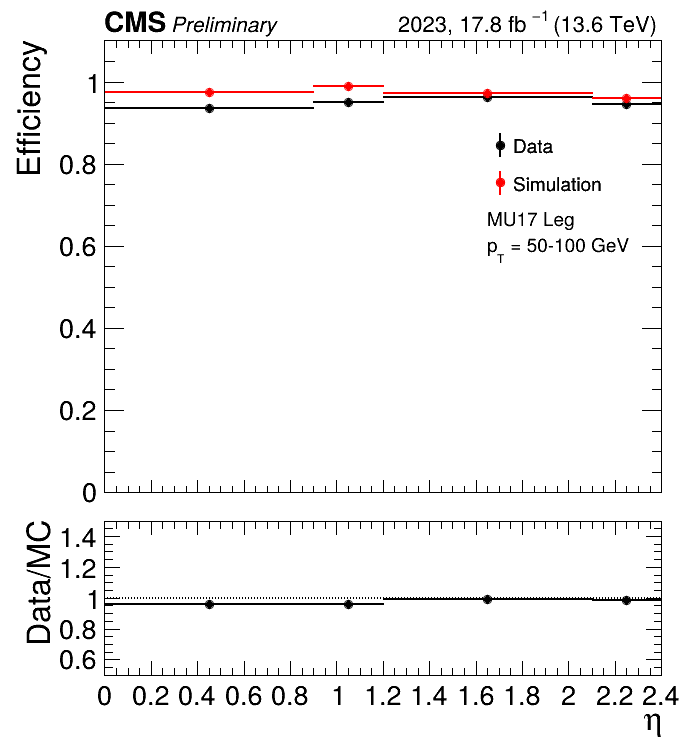 CMS Preliminary 2023, 17.8 fb⁻¹ (13.6 TeV)
Efficiency
1
0.8
0.6
0.4
0.2
0
Data
Simulation
MU17 Leg
p_T = 50-100 GeV
Data/MC
1.4
1.2
1
0.8
0.6
0 0.2 0.4 0.6 0.8 1 1.2 1.4 1.6 1.8 2 2.2 2.4
η